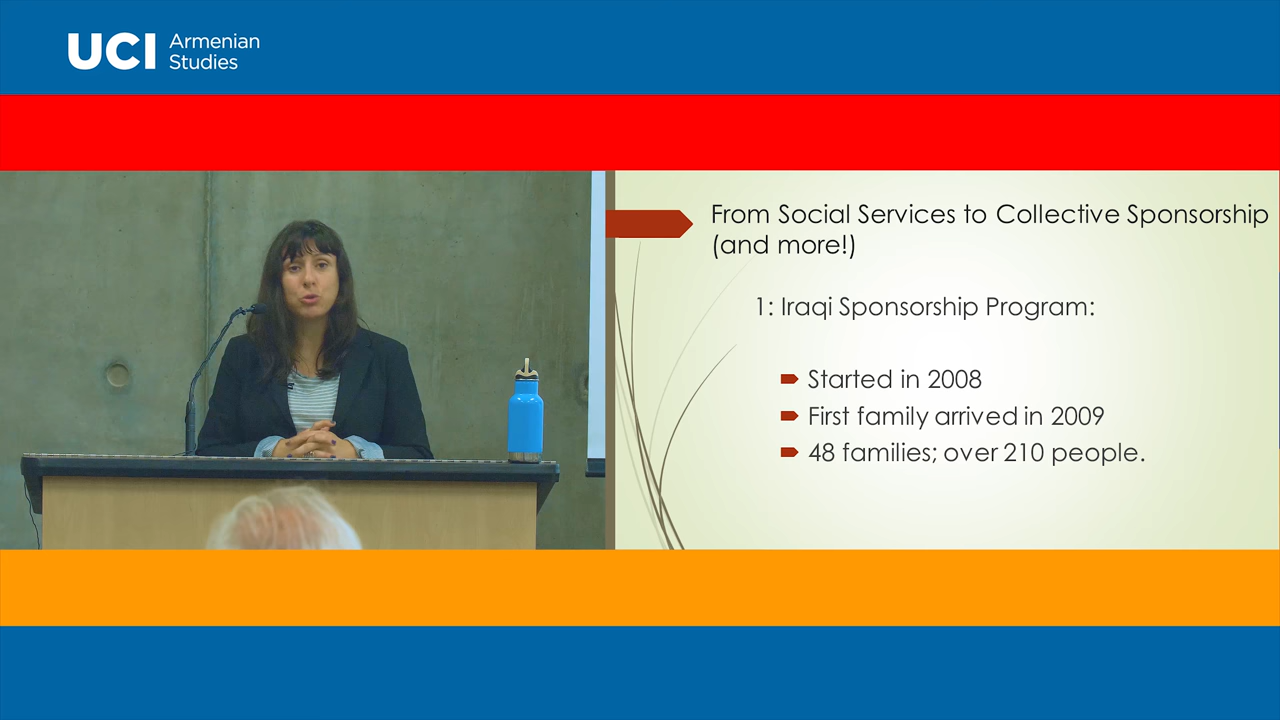 UCI Armenian
Studies
From Social Services to Collective Sponsorship
(and more!)
1: Iraqi Sponsorship Program:
Started in 2008
First family arrived in 2009
48 families; over 210 people.